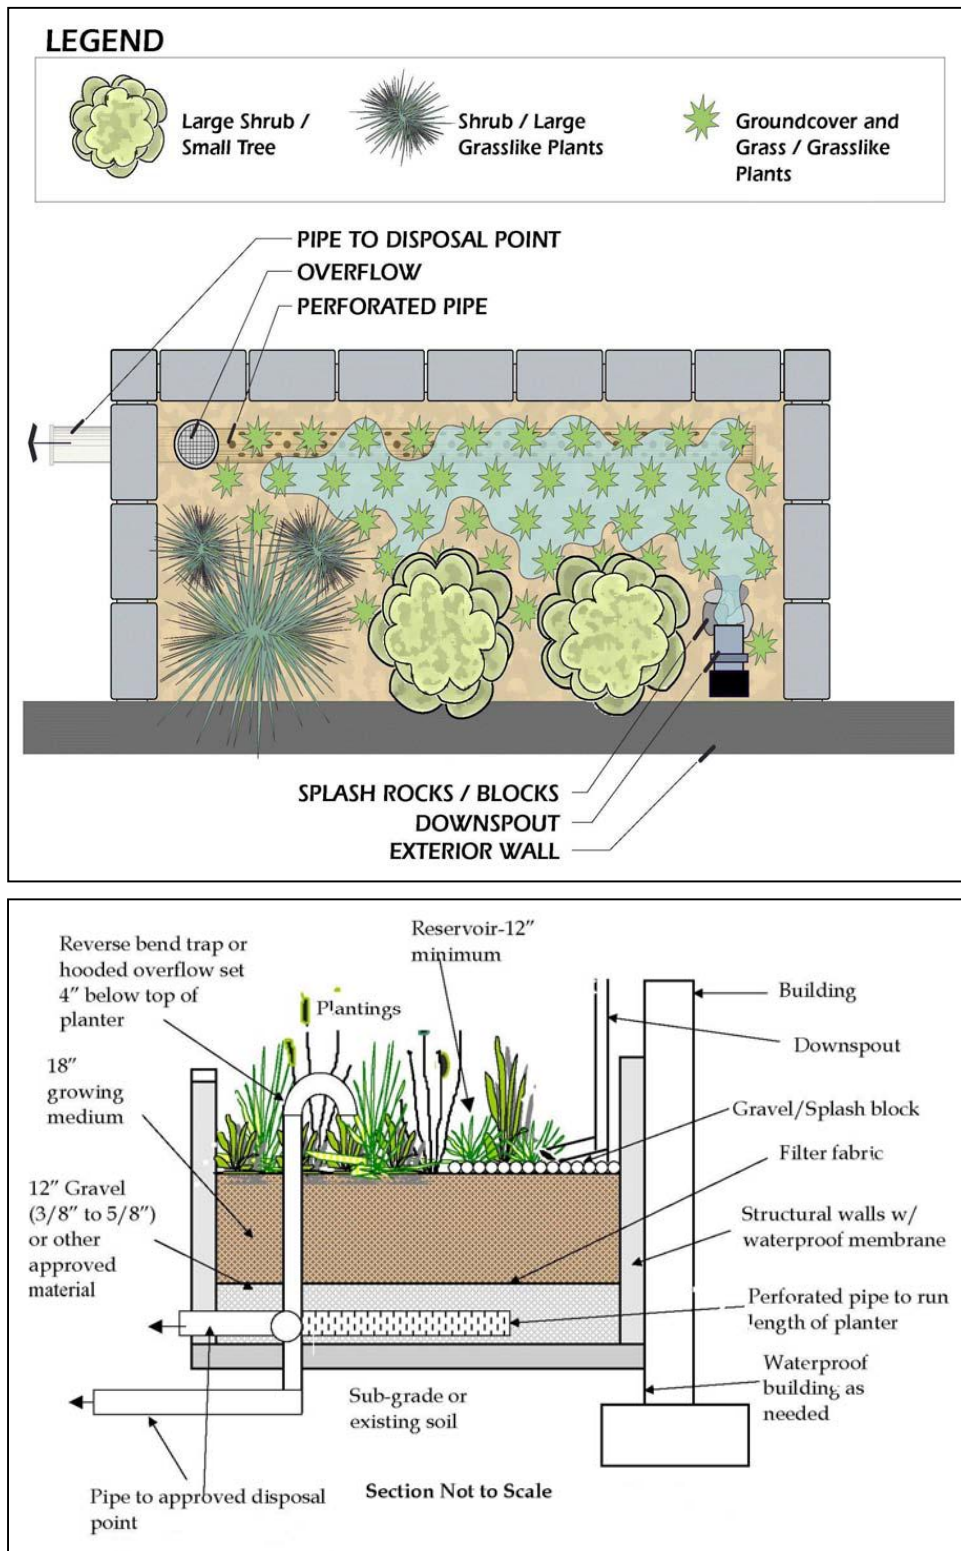 LEGEND
Large Shrub /
Small Tree
Shrub / Large
Grasslike Plants
Groundcover and
Grass / Grasslike
Plants
PIPE TO DISPOSAL POINT
OVERFLOW
PERFORATED PIPE
SPLASH ROCKS / BLOCKS
DOWNSPOUT
EXTERIOR WALL
Reverse bend trap or
hooded overflow set
4” below top of
planter
Reservoir-12”
minimum
Plantings
Building
Downspout
18”
growing
medium
Gravel/Splash block
Filter fabric
12” Gravel
(3/8” to 5/8”)
or other
approved
material
Structural walls w/
waterproof membrane
Perforated pipe to run
length of planter
Waterproof
building as
needed
Sub-grade or
existing soil
Pipe to approved disposal
point
Section Not to Scale